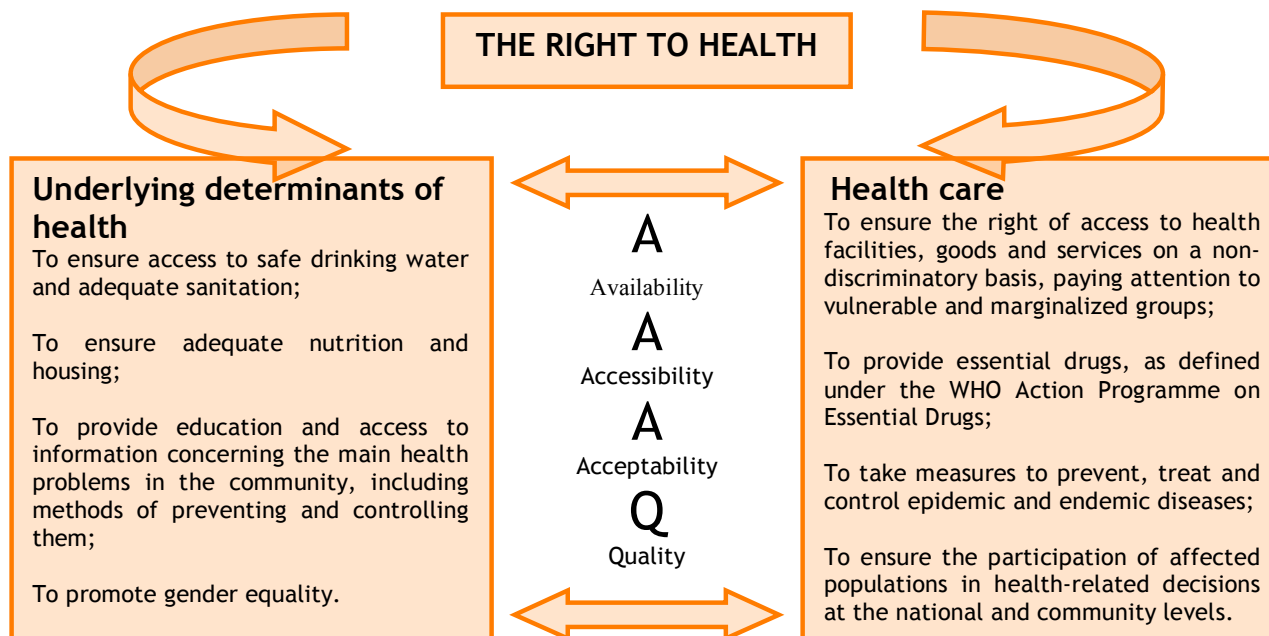 THE RIGHT TO HEALTH
Underlying determinants of
health
To ensure access to safe drinking water
and adequate sanitation;
To ensure adequate nutrition and
housing;
To provide education and access to
information concerning the main health
problems in the community, including
methods of preventing and controlling
them;
To promote gender equality.
A
Availability
A
Accessibility
A
Acceptability
Q
Quality
Health care
To ensure the right of access to health
facilities, goods and services on a non-
discriminatory basis, paying attention to
vulnerable and marginalized groups;
To provide essential drugs, as defined
under the WHO Action Programme on
Essential Drugs;
To take measures to prevent, treat and
control epidemic and endemic diseases;
To ensure the participation of affected
populations in health-related decisions
at the national and community levels.